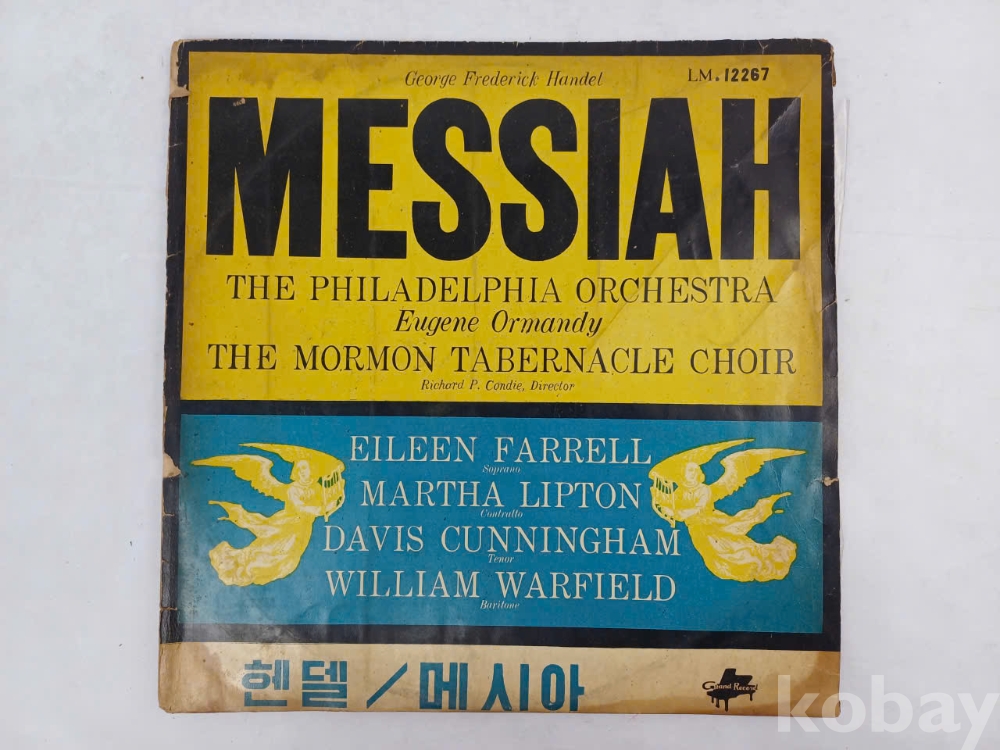 George Frederick Handel
LM.12267
MESSIAH
THE PHILADELPHIA ORCHESTRA
Eugene Ormandy
THE MORMON TABERNACLE CHOIR
Richard P. Condie, Director
EILEEN FARRELL
Soprano
MARTHA LIPTON
Contralto
DAVIS CUNNINGHAM
Tenor
WILLIAM WARFIELD
Baritone
헨델/메시아
Grand Record
kobay